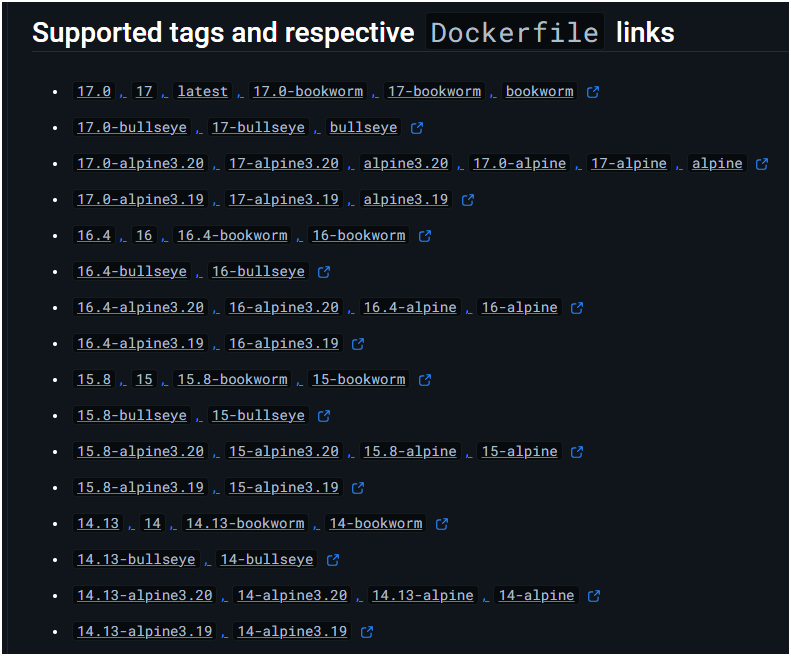 Supported tags and respective Dockerfile links
17.0, 17, latest, 17.0-bookworm, 17-bookworm, bookworm
17.0-bullseye, 17-bullseye, bullseye
17.0-alpine3.20, 17-alpine3.20, alpine3.20, 17.0-alpine, 17-alpine, alpine
17.0-alpine3.19, 17-alpine3.19, alpine3.19
16.4, 16, 16.4-bookworm, 16-bookworm
16.4-bullseye, 16-bullseye
16.4-alpine3.20, 16-alpine3.20, 16.4-alpine, 16-alpine
16.4-alpine3.19, 16-alpine3.19
15.8, 15, 15.8-bookworm, 15-bookworm
15.8-bullseye, 15-bullseye
15.8-alpine3.20, 15-alpine3.20, 15.8-alpine, 15-alpine
15.8-alpine3.19, 15-alpine3.19
14.13, 14, 14.13-bookworm, 14-bookworm
14.13-bullseye, 14-bullseye
14.13-alpine3.20, 14-alpine3.20, 14.13-alpine, 14-alpine
14.13-alpine3.19, 14-alpine3.19